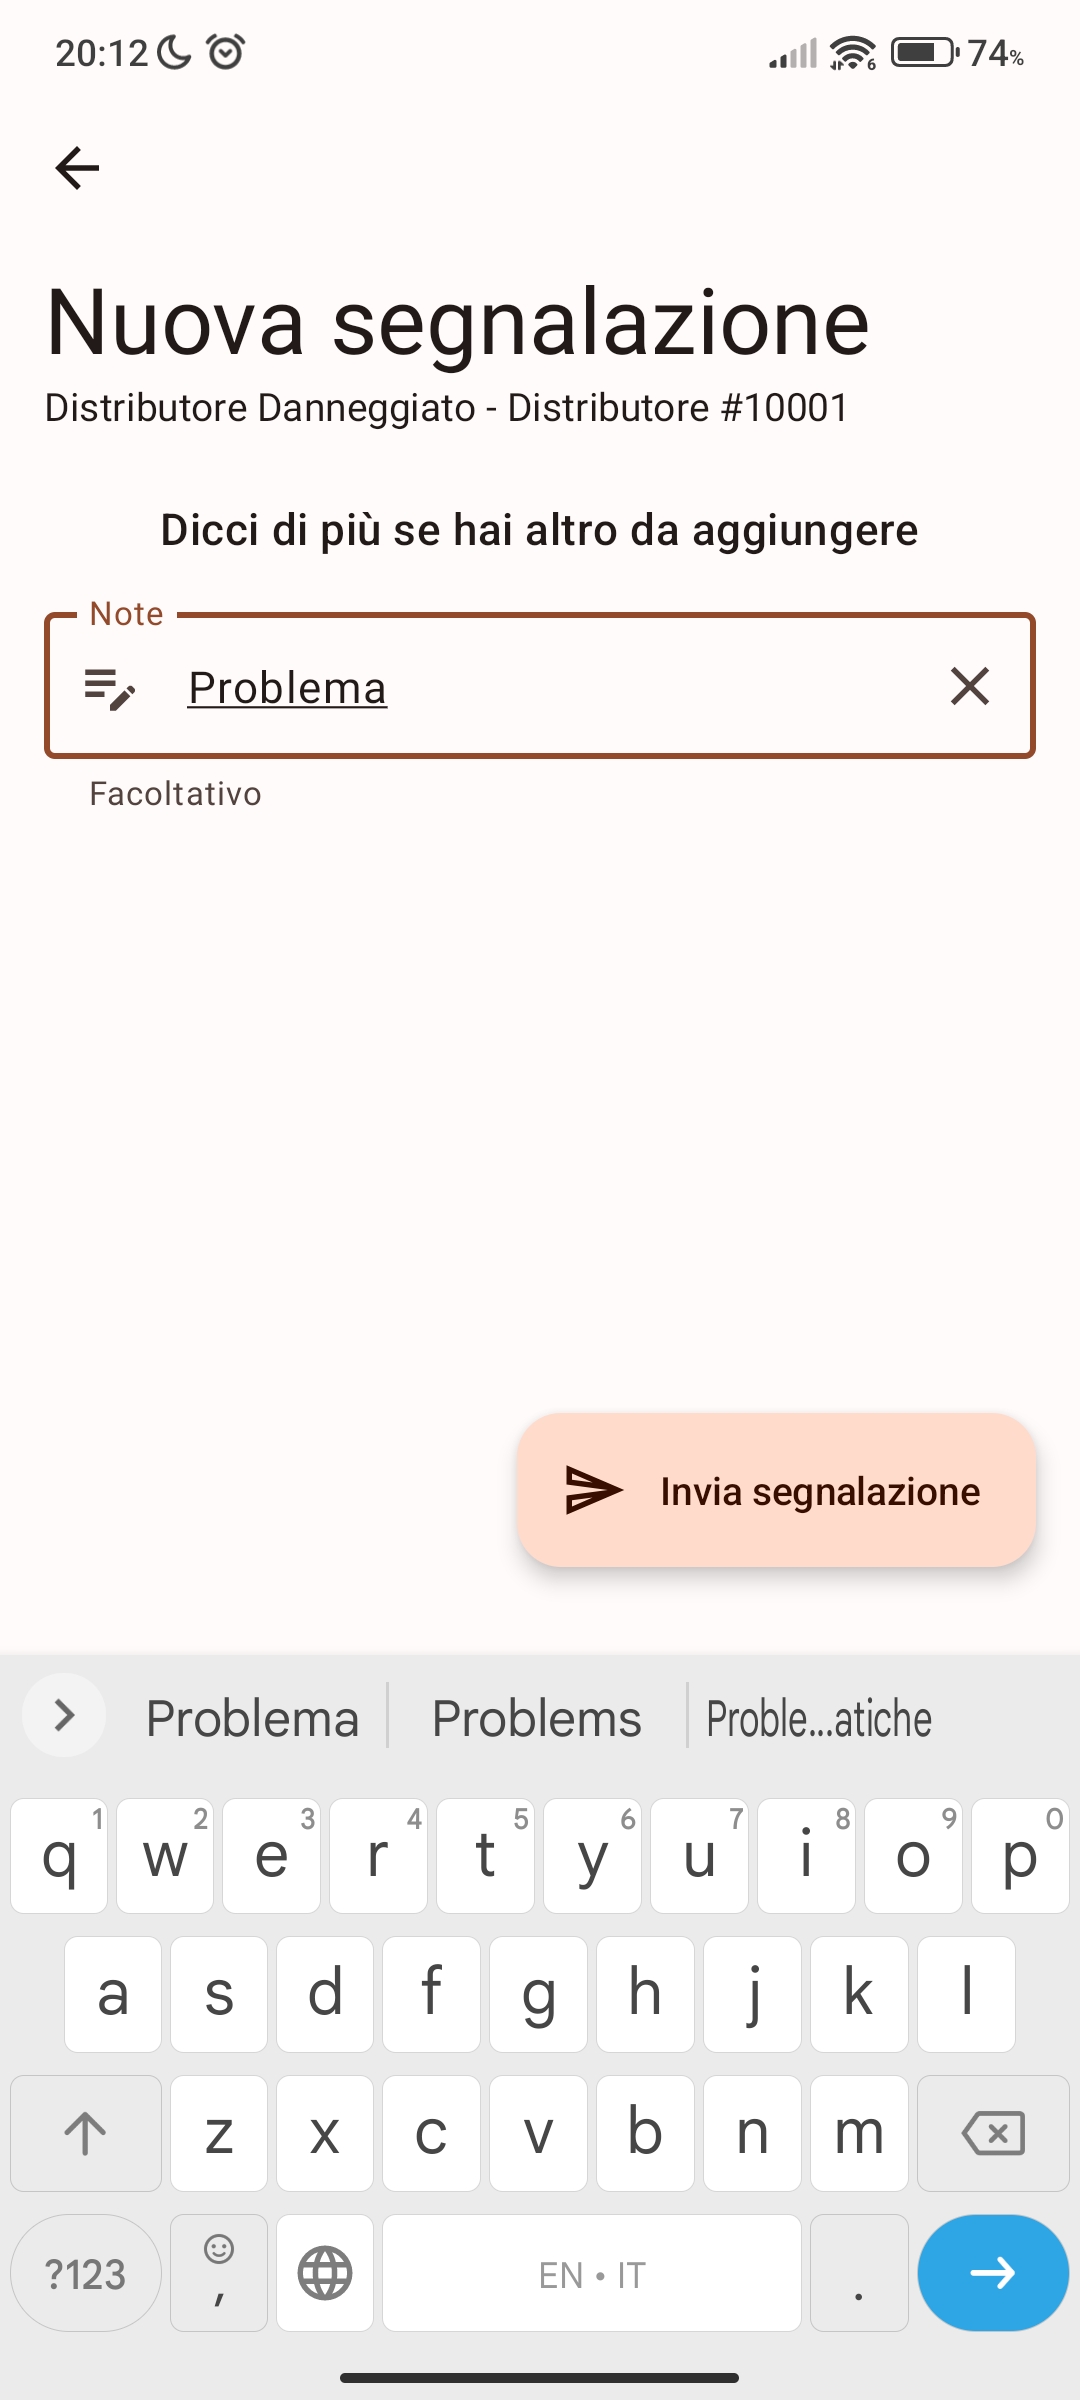 20:12 6 74%
Nuova segnalazione
Distributore Danneggiato - Distributore #10001
Dicci di più se hai altro da aggiungere
Note
Problema
Facoltativo
Invia segnalazione
Problema Problems Proble...atiche
1 2 3 4 5 6 7 8 9 0
q w e r t y u i o p
a s d f g h j k l
z x c v b n m
?123 , EN • IT .